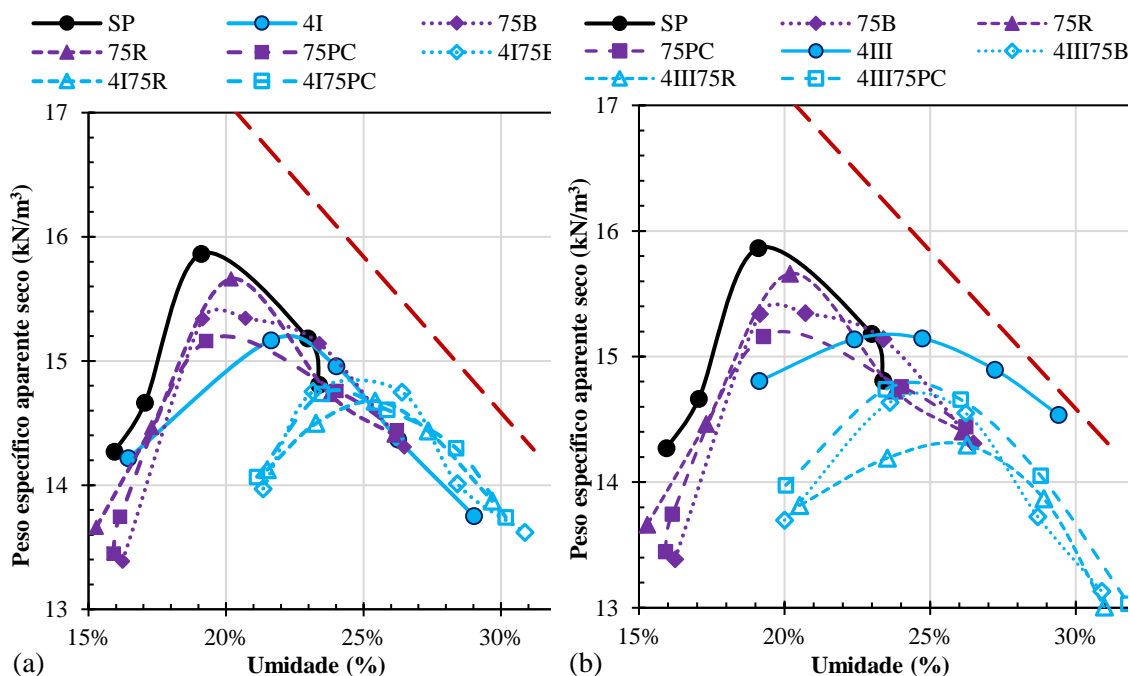 SP 4I 75B
75R 75PC 4I75B
4I75R 4I75PC
17
16
15
14
13
15% 20% 25% 30%
Peso específico aparente seco (kN/m³)
Umidade (%)
(a)
SP 75B 75R
75PC 4III 4III75B
4III75R 4III75PC
17
16
15
14
13
15% 20% 25% 30%
Peso específico aparente seco (kN/m³)
Umidade (%)
(b)